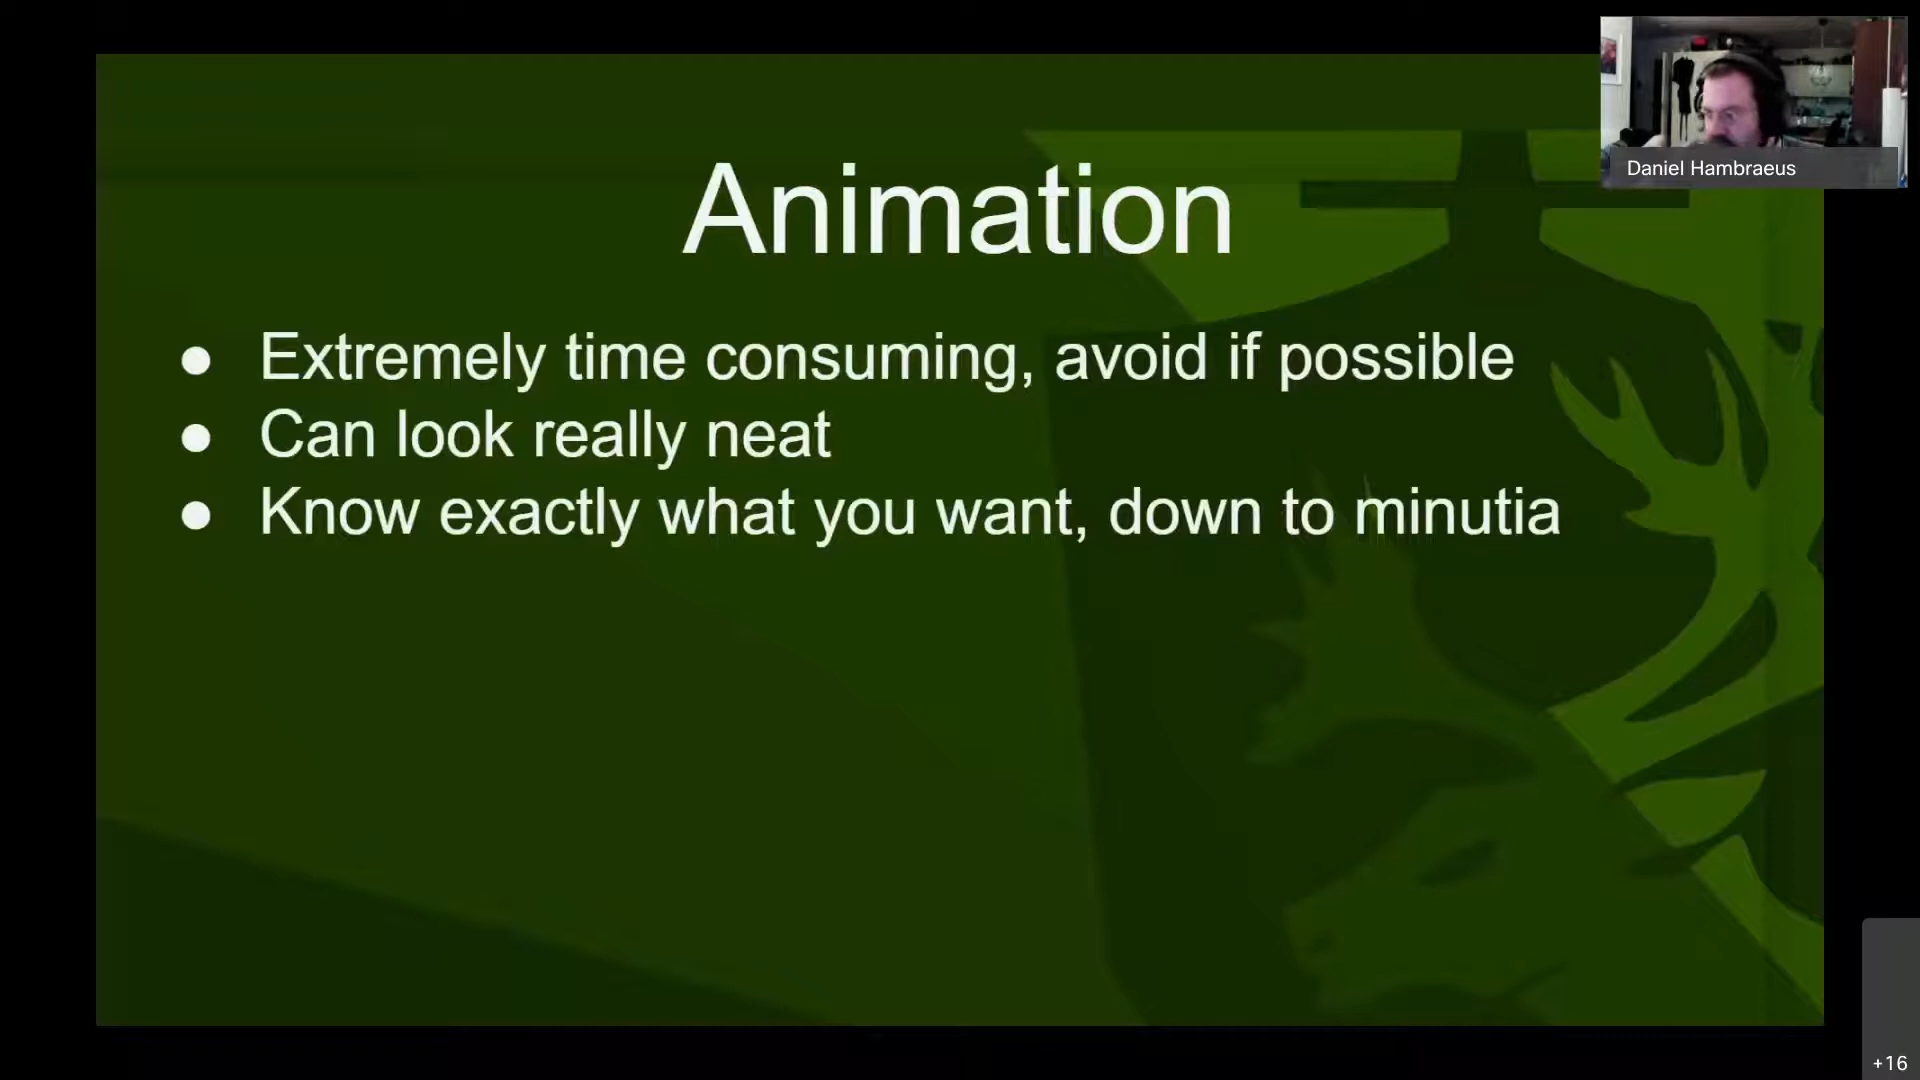 Daniel Hambraeus
Animation
● Extremely time consuming, avoid if possible
● Can look really neat
● Know exactly what you want, down to minutia
+16